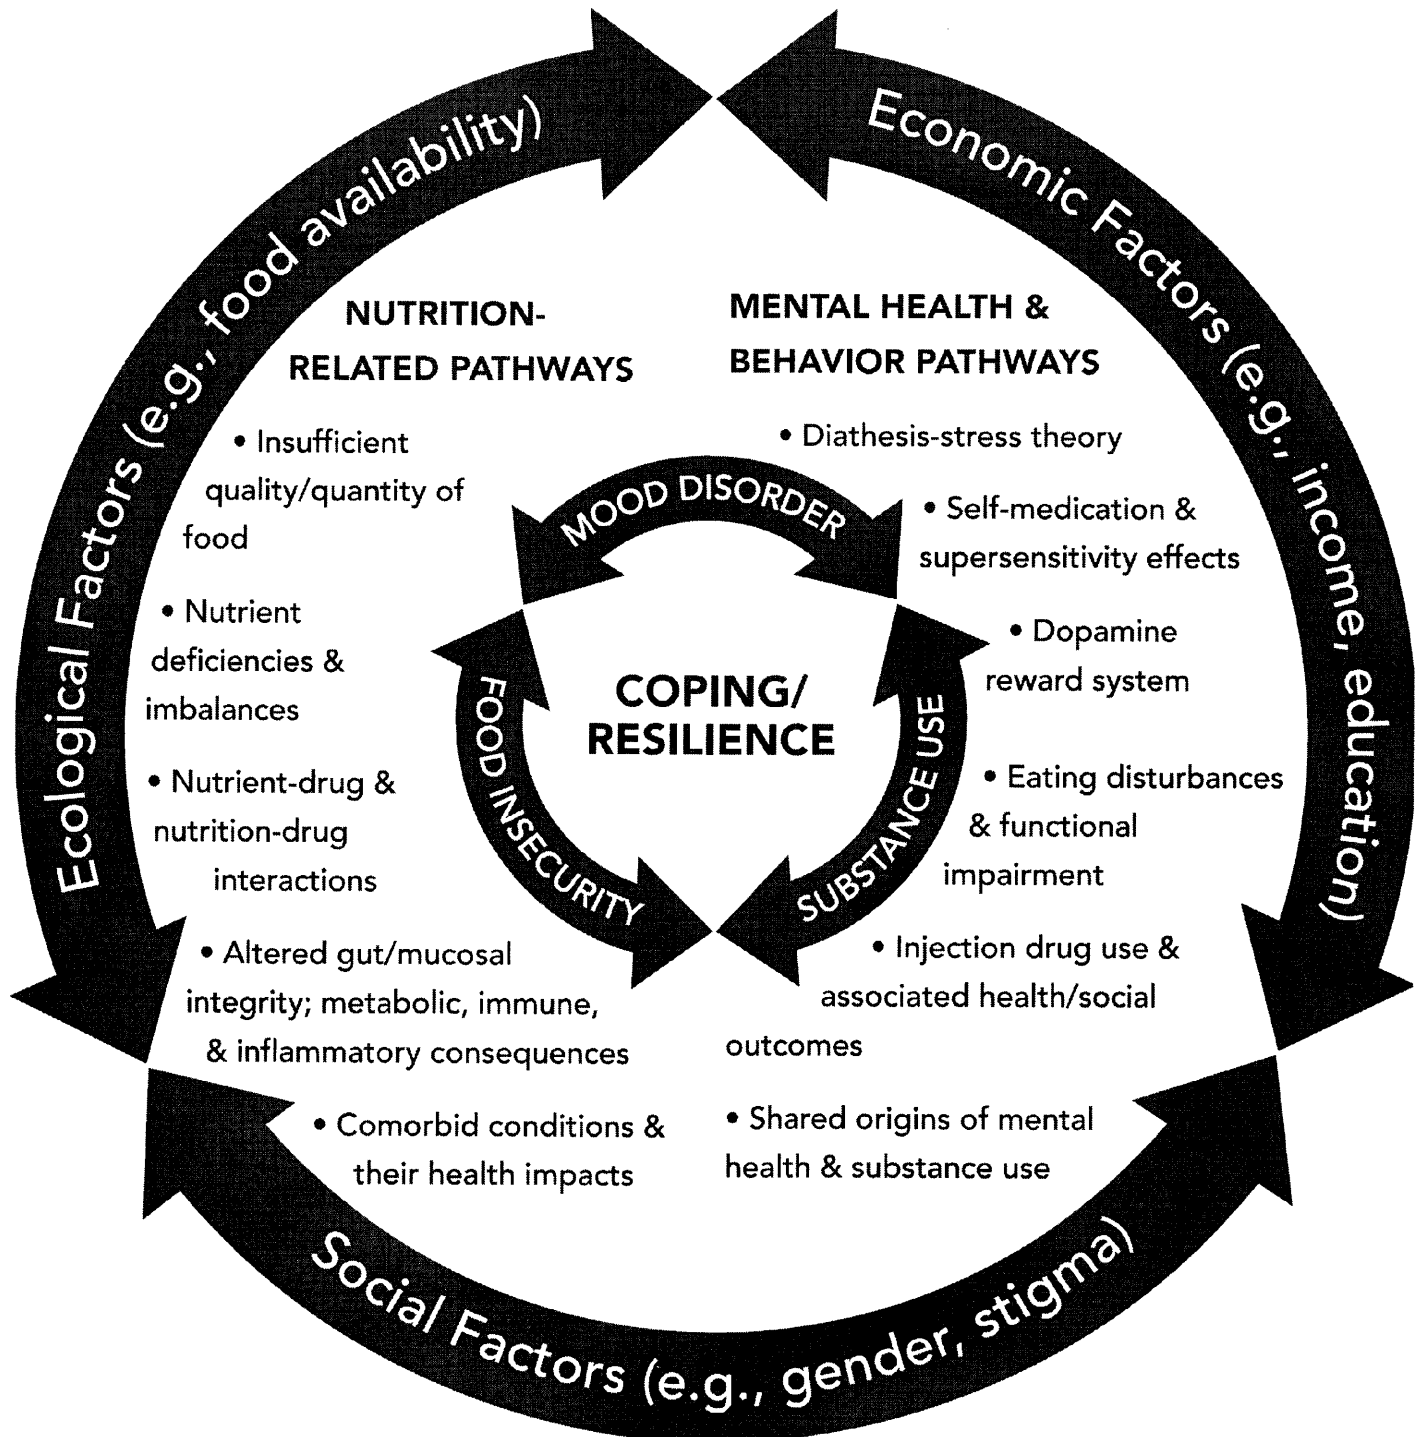 Ecological Factors (e.g., food availability)
Economic Factors (e.g., income, education)
NUTRITION-
RELATED PATHWAYS
• Insufficient
quality/quantity of
food
• Nutrient
deficiencies &
imbalances
• Nutrient-drug &
nutrition-drug
interactions
• Altered gut/mucosal
integrity; metabolic, immune,
& inflammatory consequences
• Comorbid conditions &
their health impacts
MENTAL HEALTH &
BEHAVIOR PATHWAYS
• Diathesis-stress theory
• Self-medication &
supersensitivity effects
• Dopamine
reward system
• Eating disturbances
& functional
impairment
• Injection drug use &
associated health/social
outcomes
• Shared origins of mental
health & substance use
MOOD DISORDER
FOOD INSECURITY
SUBSTANCE USE
COPING/
RESILIENCE
Social Factors (e.g., gender, stigma)